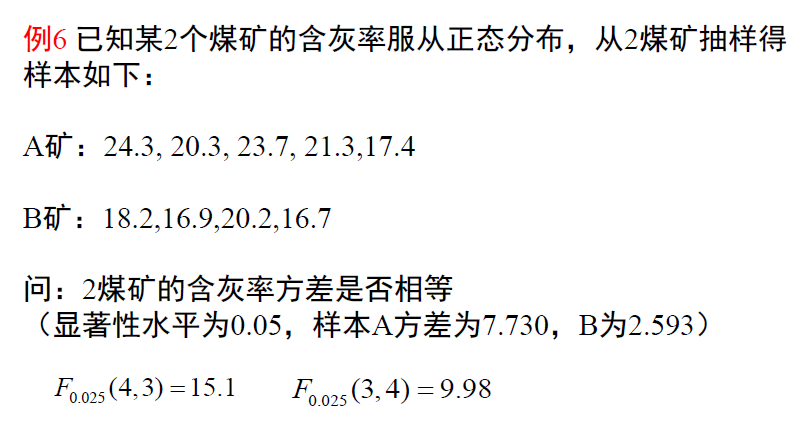 例6 已知某2个煤矿的含灰率服从正态分布，从2煤矿抽样得
样本如下：
A矿：24.3, 20.3, 23.7, 21.3,17.4
B矿：18.2,16.9,20.2,16.7
问：2煤矿的含灰率方差是否相等
（显著性水平为0.05，样本A方差为7.730，B为2.593）
F₀.₀₂₅(4,3) = 15.1 F₀.₀₂₅(3,4) = 9.98